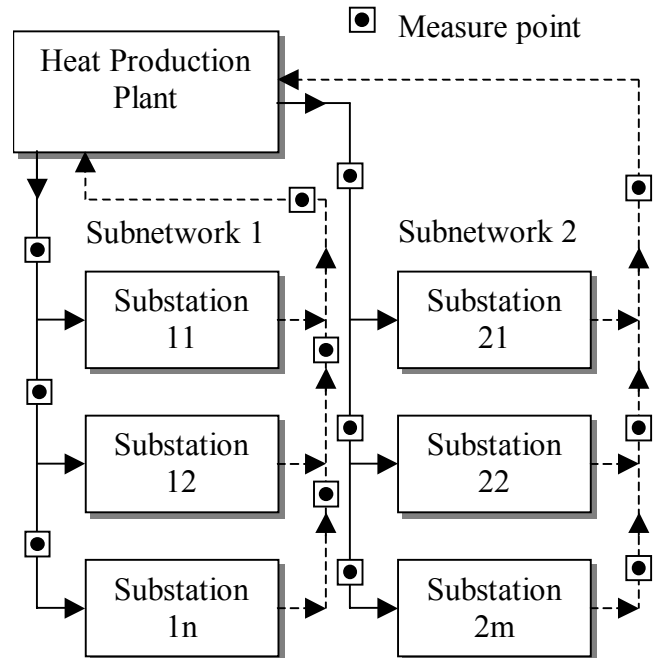 Measure point
Heat Production
Plant
Subnetwork 1
Subnetwork 2
Substation
11
Substation
21
Substation
12
Substation
22
Substation
1n
Substation
2m